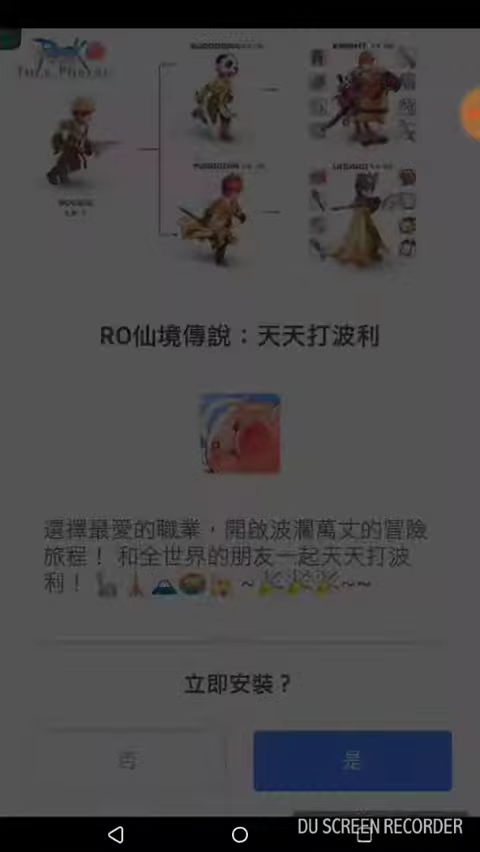 RO仙境傳說：天天打波利
選擇最愛的職業，開啟波瀾萬丈的冒險
旅程！ 和全世界的朋友一起天天打波
利！🗽🗼🗻🍛😹~🎉🎉🎉~~
立即安裝？
否 是
DU SCREEN RECORDER